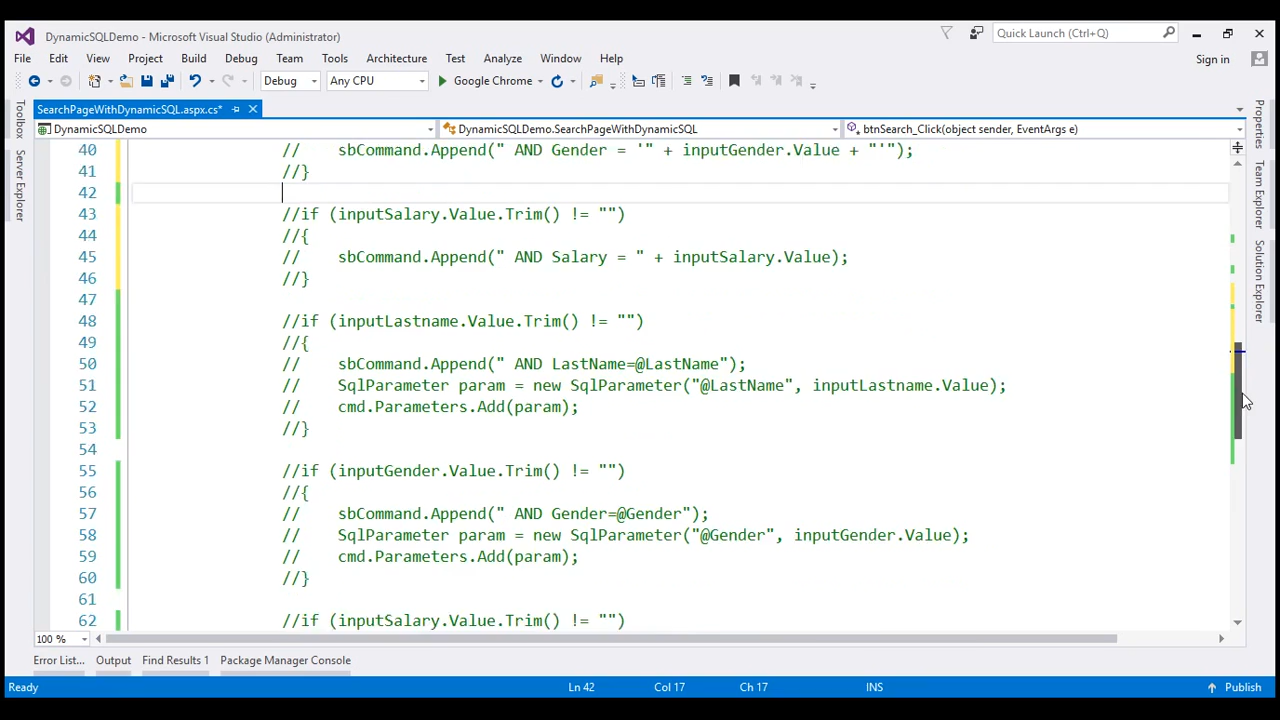 DynamicSQLDemo - Microsoft Visual Studio (Administrator)
Quick Launch (Ctrl+Q)
File Edit View Project Build Debug Team Tools Architecture Test Analyze Window Help
Sign in
Debug Any CPU Google Chrome
SearchPageWithDynamicSQL.aspx.cs*
DynamicSQLDemo DynamicSQLDemo.SearchPageWithDynamicSQL btnSearch_Click(object sender, EventArgs e)
Toolbox
Server Explorer
Properties
Team Explorer
Solution Explorer
40 // sbCommand.Append(" AND Gender = '" + inputGender.Value + "'");
41 //}
42
43 //if (inputSalary.Value.Trim() != "")
44 //{
45 // sbCommand.Append(" AND Salary = " + inputSalary.Value);
46 //}
47
48 //if (inputLastname.Value.Trim() != "")
49 //{
50 // sbCommand.Append(" AND LastName=@LastName");
51 // SqlParameter param = new SqlParameter("@LastName", inputLastname.Value);
52 // cmd.Parameters.Add(param);
53 //}
54
55 //if (inputGender.Value.Trim() != "")
56 //{
57 // sbCommand.Append(" AND Gender=@Gender");
58 // SqlParameter param = new SqlParameter("@Gender", inputGender.Value);
59 // cmd.Parameters.Add(param);
60 //}
61
62 //if (inputSalary.Value.Trim() != "")
100 %
Error List... Output Find Results 1 Package Manager Console
Ready Ln 42 Col 17 Ch 17 INS Publish